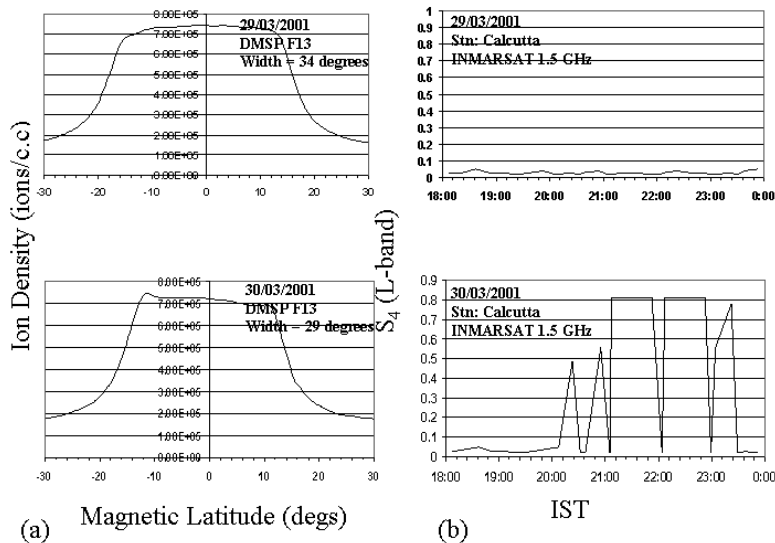 Ion Density (ions/c.c)
8.00E+05
7.00E+05
6.00E+05
5.00E+05
4.00E+05
3.00E+05
2.00E+05
1.00E+05
0.00E+00
29/03/2001
DMSP F13
Width = 34 degrees
-30
-20
-10
0
10
20
30
8.00E+05
7.00E+05
6.00E+05
5.00E+05
4.00E+05
3.00E+05
2.00E+05
1.00E+05
0.00E+00
30/03/2001
DMSP F13
Width = 29 degrees
-30
-20
-10
0
10
20
30
(a)
Magnetic Latitude (degs)
S4 (L-band)
1
0.9
0.8
0.7
0.6
0.5
0.4
0.3
0.2
0.1
0
29/03/2001
Stn: Calcutta
INMARSAT 1.5 GHz
18:00
19:00
20:00
21:00
22:00
23:00
0:00
0.9
0.8
0.7
0.6
0.5
0.4
0.3
0.2
0.1
0
30/03/2001
Stn: Calcutta
INMARSAT 1.5 GHz
18:00
19:00
20:00
21:00
22:00
23:00
0:00
(b)
IST